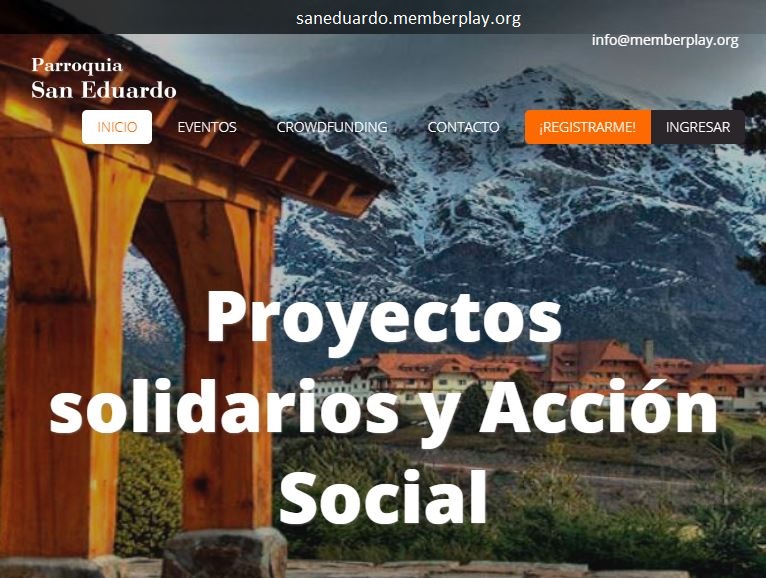 saneduardo.memberplay.org
info@memberplay.org
Parroquia
San Eduardo
INICIO EVENTOS CROWDFUNDING CONTACTO ¡REGISTRARME! INGRESAR
Proyectos
solidarios y Acción
Social